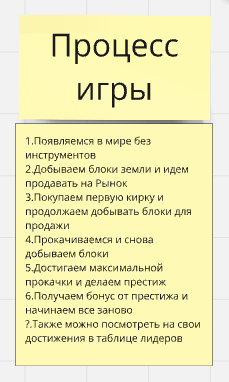 Процесс
игры
1.Появляемся в мире без
инструментов
2.Добываем блоки земли и идем
продавать на Рынок
3.Покупаем первую кирку и
продолжаем добывать блоки для
продажи
4.Прокачиваемся и снова
добываем блоки
5.Достигаем максимальной
прокачки и делаем престиж
6.Получаем бонус от престижа и
начинаем все заново
?.Также можно посмотреть на свои
достижения в таблице лидеров